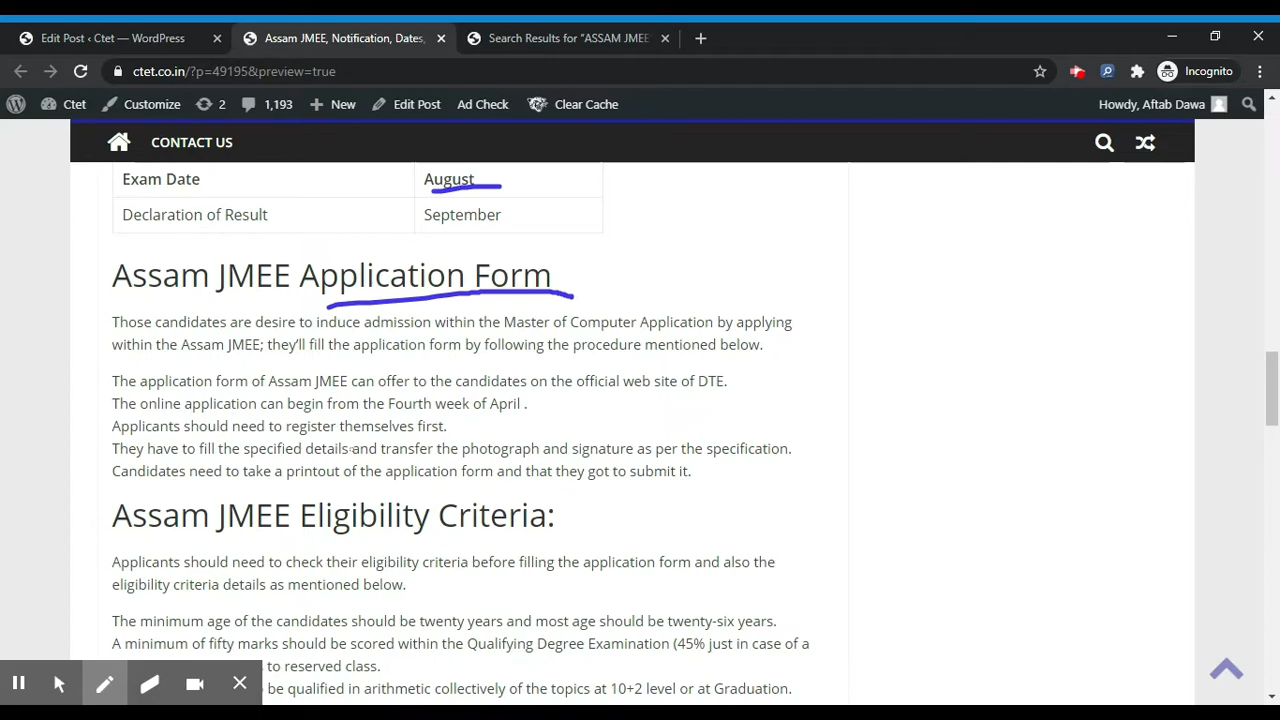 Edit Post ‹ Ctet — WordPress
Assam JMEE, Notification, Dates,
Search Results for "ASSAM JMEE
ctet.co.in/?p=49195&preview=true
Incognito
Ctet
Customize
2
1,193
New
Edit Post
Ad Check
Clear Cache
Howdy, Aftab Dawa
CONTACT US
Exam Date August
Declaration of Result September
Assam JMEE Application Form
Those candidates are desire to induce admission within the Master of Computer Application by applying
within the Assam JMEE; they'll fill the application form by following the procedure mentioned below.
The application form of Assam JMEE can offer to the candidates on the official web site of DTE.
The online application can begin from the Fourth week of April .
Applicants should need to register themselves first.
They have to fill the specified details and transfer the photograph and signature as per the specification.
Candidates need to take a printout of the application form and that they got to submit it.
Assam JMEE Eligibility Criteria:
Applicants should need to check their eligibility criteria before filling the application form and also the
eligibility criteria details as mentioned below.
The minimum age of the candidates should be twenty years and most age should be twenty-six years.
A minimum of fifty marks should be scored within the Qualifying Degree Examination (45% just in case of a
to reserved class.
be qualified in arithmetic collectively of the topics at 10+2 level or at Graduation.